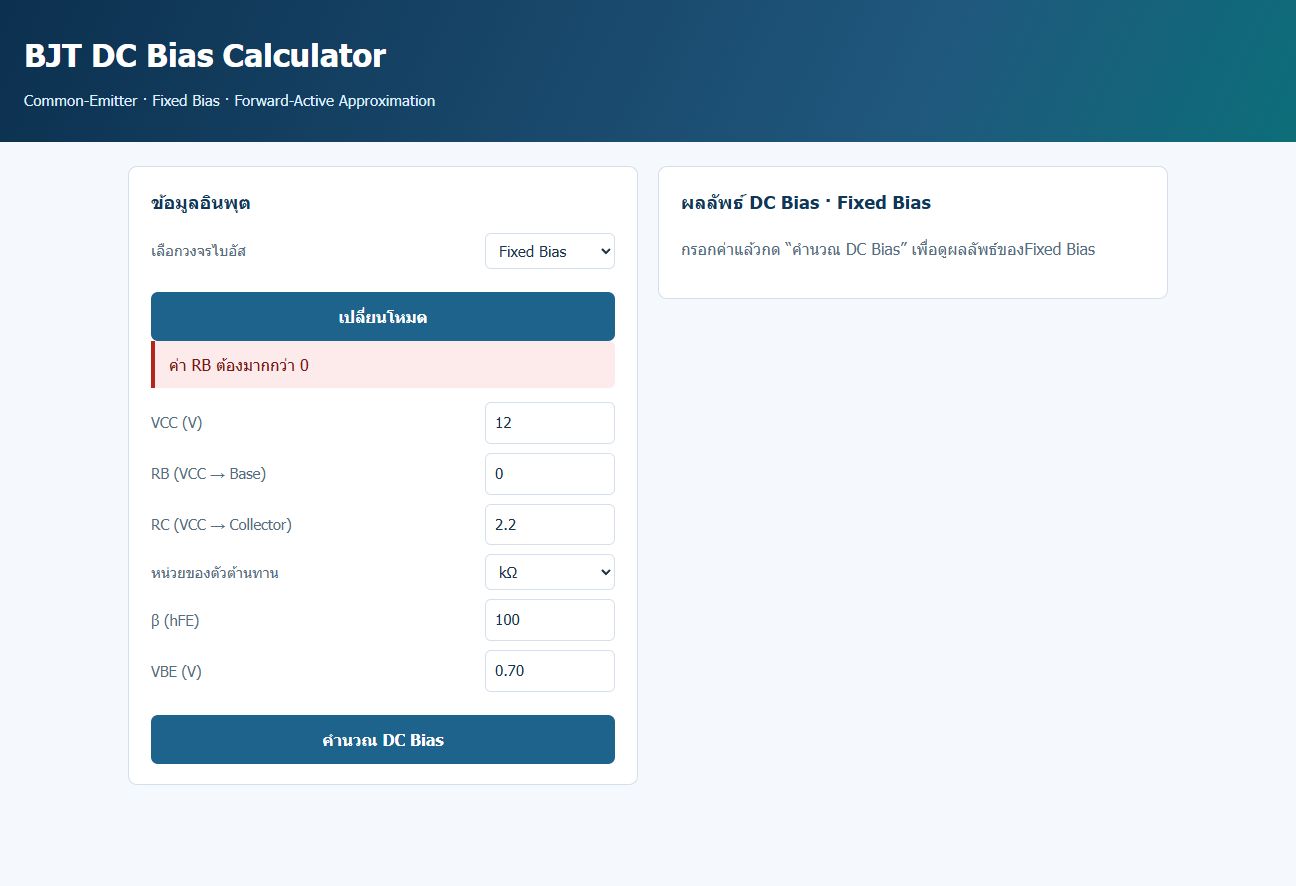 BJT DC Bias Calculator
Common-Emitter · Fixed Bias · Forward-Active Approximation
ข้อมูลอินพุต
เลือกวงจรไบอัส
Fixed Bias
เปลี่ยนโหมด
ค่า RB ต้องมากกว่า 0
VCC (V)
12
RB (VCC → Base)
0
RC (VCC → Collector)
2.2
หน่วยของตัวต้านทาน
kΩ
β (hFE)
100
VBE (V)
0.70
คำนวณ DC Bias
ผลลัพธ์ DC Bias · Fixed Bias
กรอกค่าแล้วกด “คำนวณ DC Bias” เพื่อดูผลลัพธ์ของFixed Bias